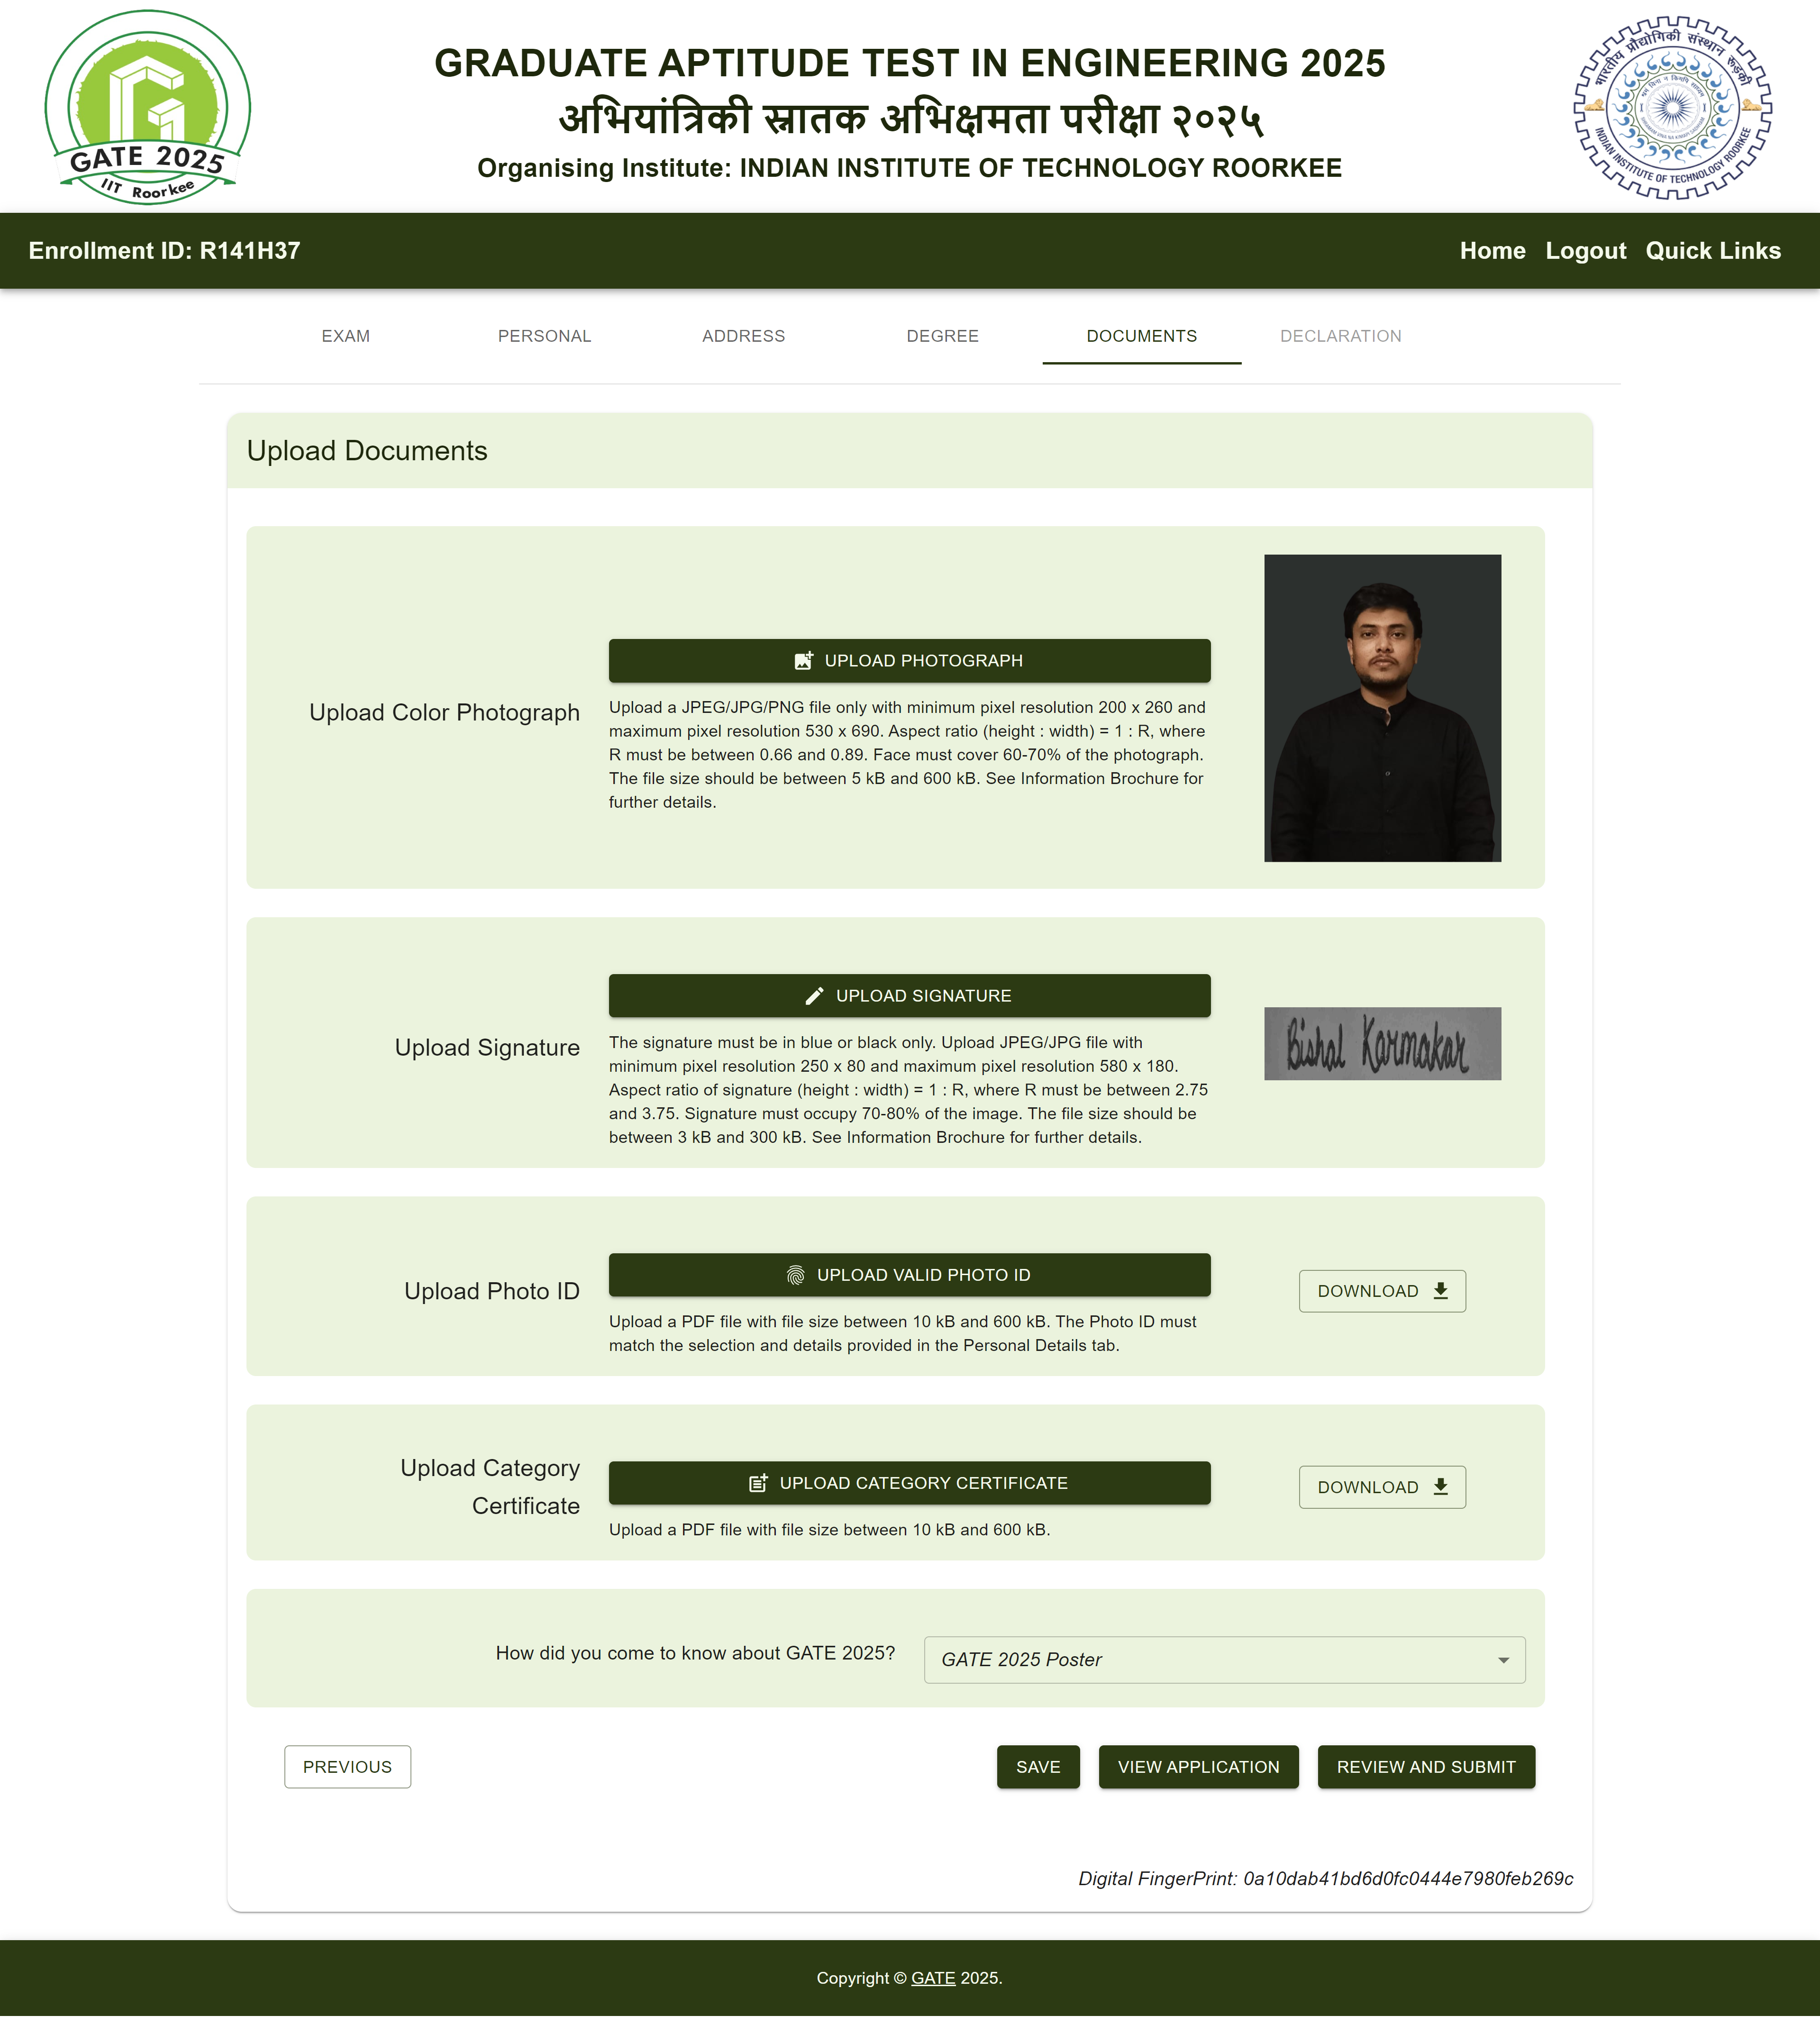 GATE 2025
IIT Roorkee
GRADUATE APTITUDE TEST IN ENGINEERING 2025
अभियांत्रिकी स्नातक अभिक्षमता परीक्षा २०२५
Organising Institute: INDIAN INSTITUTE OF TECHNOLOGY ROORKEE
भारतीय प्रौद्योगिकी संस्थान रुड़की
INDIAN INSTITUTE OF TECHNOLOGY ROORKEE
Enrollment ID: R141H37
Home Logout Quick Links
EXAM PERSONAL ADDRESS DEGREE DOCUMENTS DECLARATION
Upload Documents
Upload Color Photograph
UPLOAD PHOTOGRAPH
Upload a JPEG/JPG/PNG file only with minimum pixel resolution 200 x 260 and
maximum pixel resolution 530 x 690. Aspect ratio (height : width) = 1 : R, where
R must be between 0.66 and 0.89. Face must cover 60-70% of the photograph.
The file size should be between 5 kB and 600 kB. See Information Brochure for
further details.
Upload Signature
UPLOAD SIGNATURE
The signature must be in blue or black only. Upload JPEG/JPG file with
minimum pixel resolution 250 x 80 and maximum pixel resolution 580 x 180.
Aspect ratio of signature (height : width) = 1 : R, where R must be between 2.75
and 3.75. Signature must occupy 70-80% of the image. The file size should be
between 3 kB and 300 kB. See Information Brochure for further details.
Bishal Karmakar
Upload Photo ID
UPLOAD VALID PHOTO ID
Upload a PDF file with file size between 10 kB and 600 kB. The Photo ID must
match the selection and details provided in the Personal Details tab.
DOWNLOAD
Upload Category
Certificate
UPLOAD CATEGORY CERTIFICATE
Upload a PDF file with file size between 10 kB and 600 kB.
DOWNLOAD
How did you come to know about GATE 2025?
GATE 2025 Poster
PREVIOUS SAVE VIEW APPLICATION REVIEW AND SUBMIT
Digital FingerPrint: 0a10dab41bd6d0fc0444e7980feb269c
Copyright © GATE 2025.